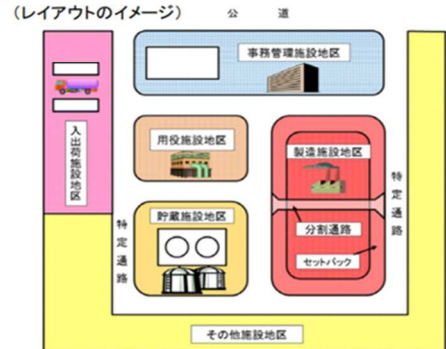 (レイアウトのイメージ)
公　道
事務管理施設地区
入出荷施設地区
用役施設地区
製造施設地区
特定通路
貯蔵施設地区
特定通路
分割通路
セットバック
その他施設地区